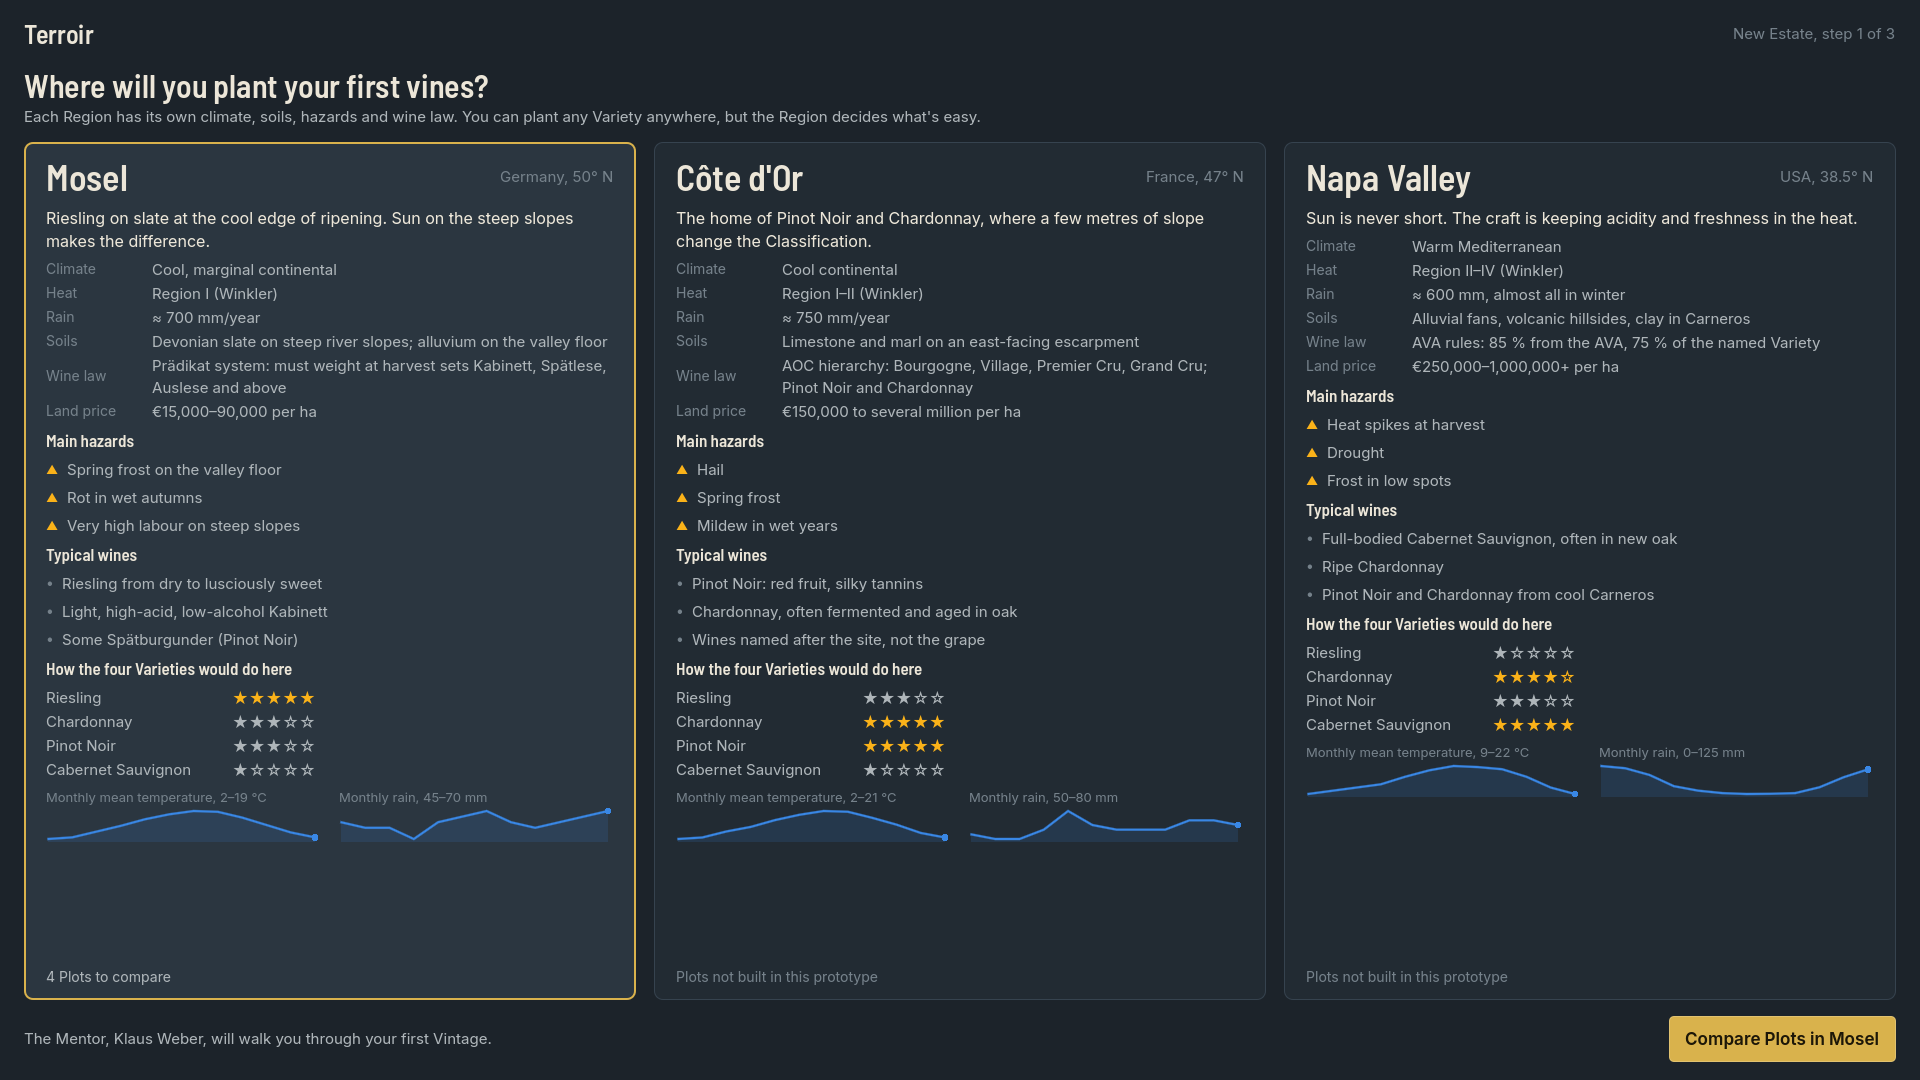 Terroir
New Estate, step 1 of 3
Where will you plant your first vines?
Each Region has its own climate, soils, hazards and wine law. You can plant any Variety anywhere, but the Region decides what's easy.
Mosel
Germany, 50° N
Riesling on slate at the cool edge of ripening. Sun on the steep slopes
makes the difference.
Climate Cool, marginal continental
Heat Region I (Winkler)
Rain ≈ 700 mm/year
Soils Devonian slate on steep river slopes; alluvium on the valley floor
Wine law Prädikat system: must weight at harvest sets Kabinett, Spätlese,
Auslese and above
Land price €15,000–90,000 per ha
Main hazards
▲ Spring frost on the valley floor
▲ Rot in wet autumns
▲ Very high labour on steep slopes
Typical wines
• Riesling from dry to lusciously sweet
• Light, high-acid, low-alcohol Kabinett
• Some Spätburgunder (Pinot Noir)
How the four Varieties would do here
Riesling ★★★★★
Chardonnay ★★★☆☆
Pinot Noir ★★★☆☆
Cabernet Sauvignon ★☆☆☆☆
Monthly mean temperature, 2–19 °C
Monthly rain, 45–70 mm
4 Plots to compare
Côte d'Or
France, 47° N
The home of Pinot Noir and Chardonnay, where a few metres of slope
change the Classification.
Climate Cool continental
Heat Region I–II (Winkler)
Rain ≈ 750 mm/year
Soils Limestone and marl on an east-facing escarpment
Wine law AOC hierarchy: Bourgogne, Village, Premier Cru, Grand Cru;
Pinot Noir and Chardonnay
Land price €150,000 to several million per ha
Main hazards
▲ Hail
▲ Spring frost
▲ Mildew in wet years
Typical wines
• Pinot Noir: red fruit, silky tannins
• Chardonnay, often fermented and aged in oak
• Wines named after the site, not the grape
How the four Varieties would do here
Riesling ★★★☆☆
Chardonnay ★★★★★
Pinot Noir ★★★★★
Cabernet Sauvignon ★☆☆☆☆
Monthly mean temperature, 2–21 °C
Monthly rain, 50–80 mm
Plots not built in this prototype
Napa Valley
USA, 38.5° N
Sun is never short. The craft is keeping acidity and freshness in the heat.
Climate Warm Mediterranean
Heat Region II–IV (Winkler)
Rain ≈ 600 mm, almost all in winter
Soils Alluvial fans, volcanic hillsides, clay in Carneros
Wine law AVA rules: 85 % from the AVA, 75 % of the named Variety
Land price €250,000–1,000,000+ per ha
Main hazards
▲ Heat spikes at harvest
▲ Drought
▲ Frost in low spots
Typical wines
• Full-bodied Cabernet Sauvignon, often in new oak
• Ripe Chardonnay
• Pinot Noir and Chardonnay from cool Carneros
How the four Varieties would do here
Riesling ★☆☆☆☆
Chardonnay ★★★★☆
Pinot Noir ★★★☆☆
Cabernet Sauvignon ★★★★★
Monthly mean temperature, 9–22 °C
Monthly rain, 0–125 mm
Plots not built in this prototype
The Mentor, Klaus Weber, will walk you through your first Vintage.
Compare Plots in Mosel